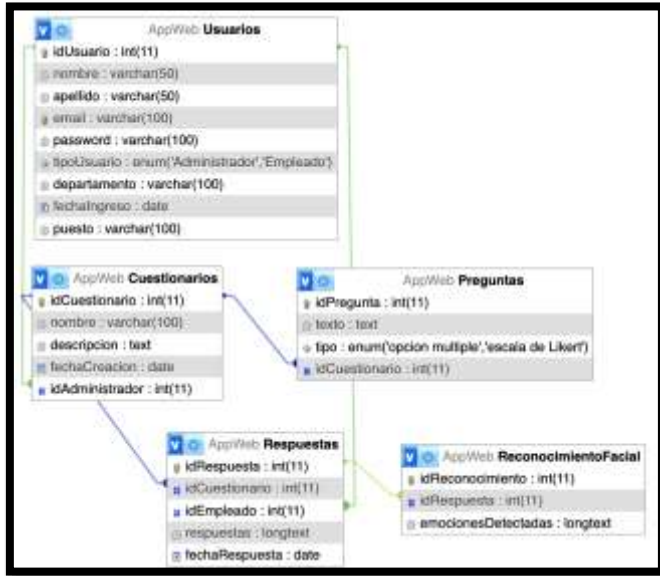 AppWeb Usuarios
idUsuario : int(11)
nombre : varchar(50)
apellido : varchar(50)
email : varchar(100)
password : varchar(100)
tipoUsuario : enum('Administrador','Empleado')
departamento : varchar(100)
fechaIngreso : date
puesto : varchar(100)
AppWeb Cuestionarios
idCuestionario : int(11)
nombre : varchar(100)
descripcion : text
fechaCreacion : date
idAdministrador : int(11)
AppWeb Preguntas
idPregunta : int(11)
texto : text
tipo : enum('opcion multiple','escala de Likert')
idCuestionario : int(11)
AppWeb Respuestas
idRespuesta : int(11)
idCuestionario : int(11)
idEmpleado : int(11)
respuestas : longtext
fechaRespuesta : date
AppWeb ReconocimientoFacial
idReconocimiento : int(11)
idRespuesta : int(11)
emocionesDetectadas : longtext